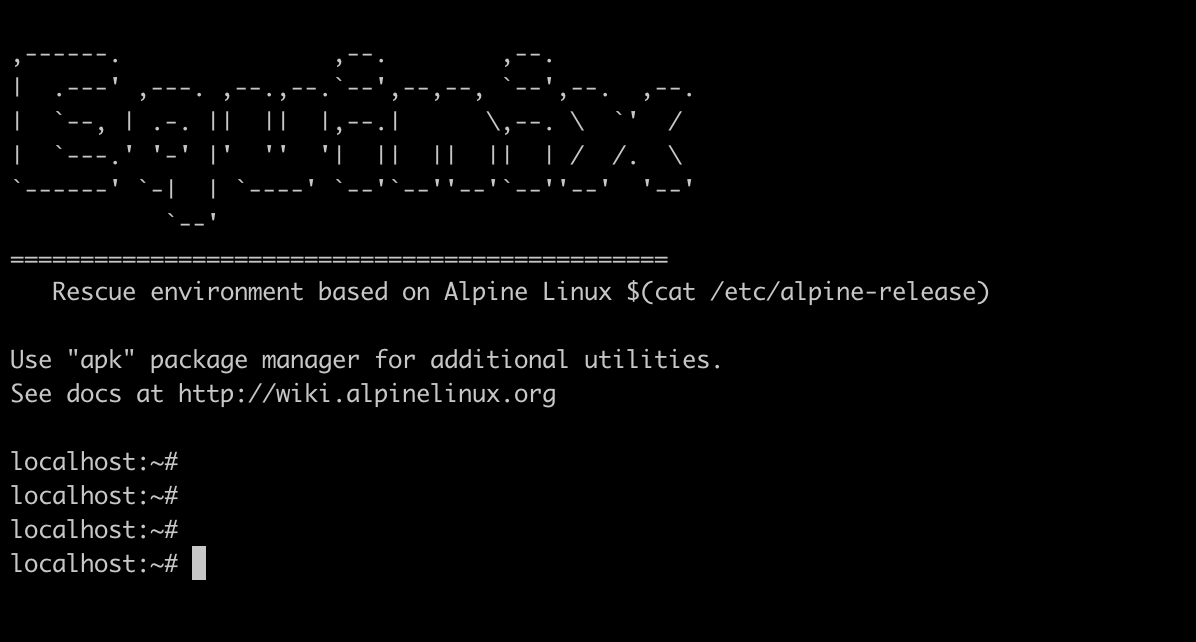 ,------.               ,--.        ,--.
|  .---' ,---. ,--.,--.`--',--,--, `--',--.  ,--.
|  `--, | .-. ||  ||  |,--.|      \,--. \  `'  /
|  `---.' '-' |'  ''  '|  ||  ||  ||  | /  /.  \
`------' `-|  | `----' `--'`--''--'`--''--'  '--'
           `--'
===============================================
   Rescue environment based on Alpine Linux $(cat /etc/alpine-release)

Use "apk" package manager for additional utilities.
See docs at http://wiki.alpinelinux.org

localhost:~#
localhost:~#
localhost:~#
localhost:~#